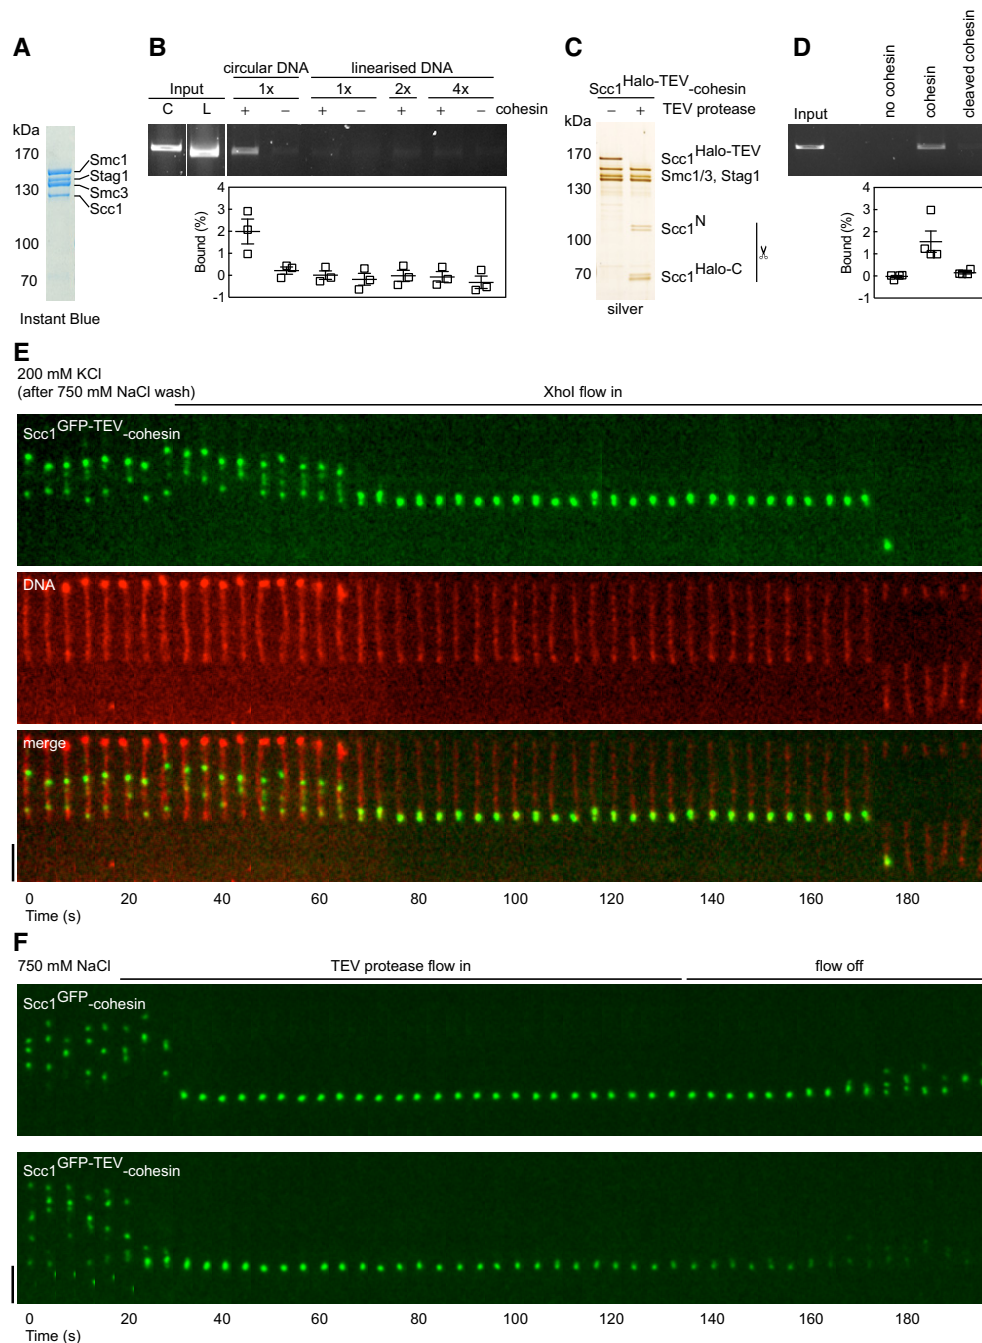 A
kDa
170
130
100
70
Smc1
Stag1
Smc3
Scc1
Instant Blue
B
circular DNA linearised DNA
Input 1x 1x 2x 4x
C L + − + − + + − cohesin
Bound (%)
4
3
2
1
0
-1
C
Scc1Halo-TEV-cohesin
− + TEV protease
kDa
170
130
100
70
Scc1Halo-TEV
Smc1/3, Stag1
Scc1N
Scc1Halo-C
silver
D
Input no cohesin cohesin cleaved cohesin
Bound (%)
4
3
2
1
0
-1
E
200 mM KCl
(after 750 mM NaCl wash) XhoI flow in
Scc1GFP-TEV-cohesin
DNA
merge
0 20 40 60 80 100 120 140 160 180
Time (s)
F
750 mM NaCl TEV protease flow in flow off
Scc1GFP-cohesin
Scc1GFP-TEV-cohesin
0 20 40 60 80 100 120 140 160 180
Time (s)